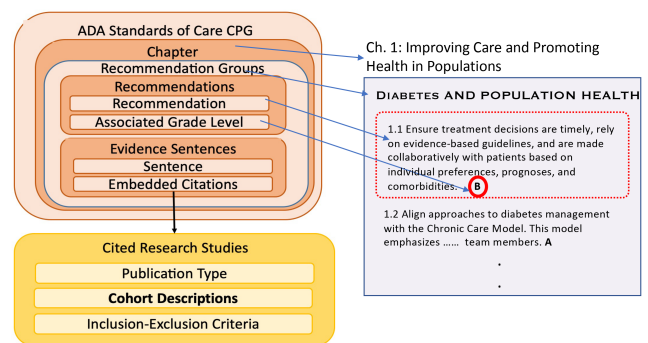 ADA Standards of Care CPG
Chapter
Recommendation Groups
Recommendations
Recommendation
Associated Grade Level
Evidence Sentences
Sentence
Embedded Citations
Cited Research Studies
Publication Type
Cohort Descriptions
Inclusion-Exclusion Criteria
Ch. 1: Improving Care and Promoting
Health in Populations
DIABETES AND POPULATION HEALTH
1.1 Ensure treatment decisions are timely, rely
on evidence-based guidelines, and are made
collaboratively with patients based on
individual preferences, prognoses, and
comorbidities. B
1.2 Align approaches to diabetes management
with the Chronic Care Model. This model
emphasizes ...... team members. A
.
.